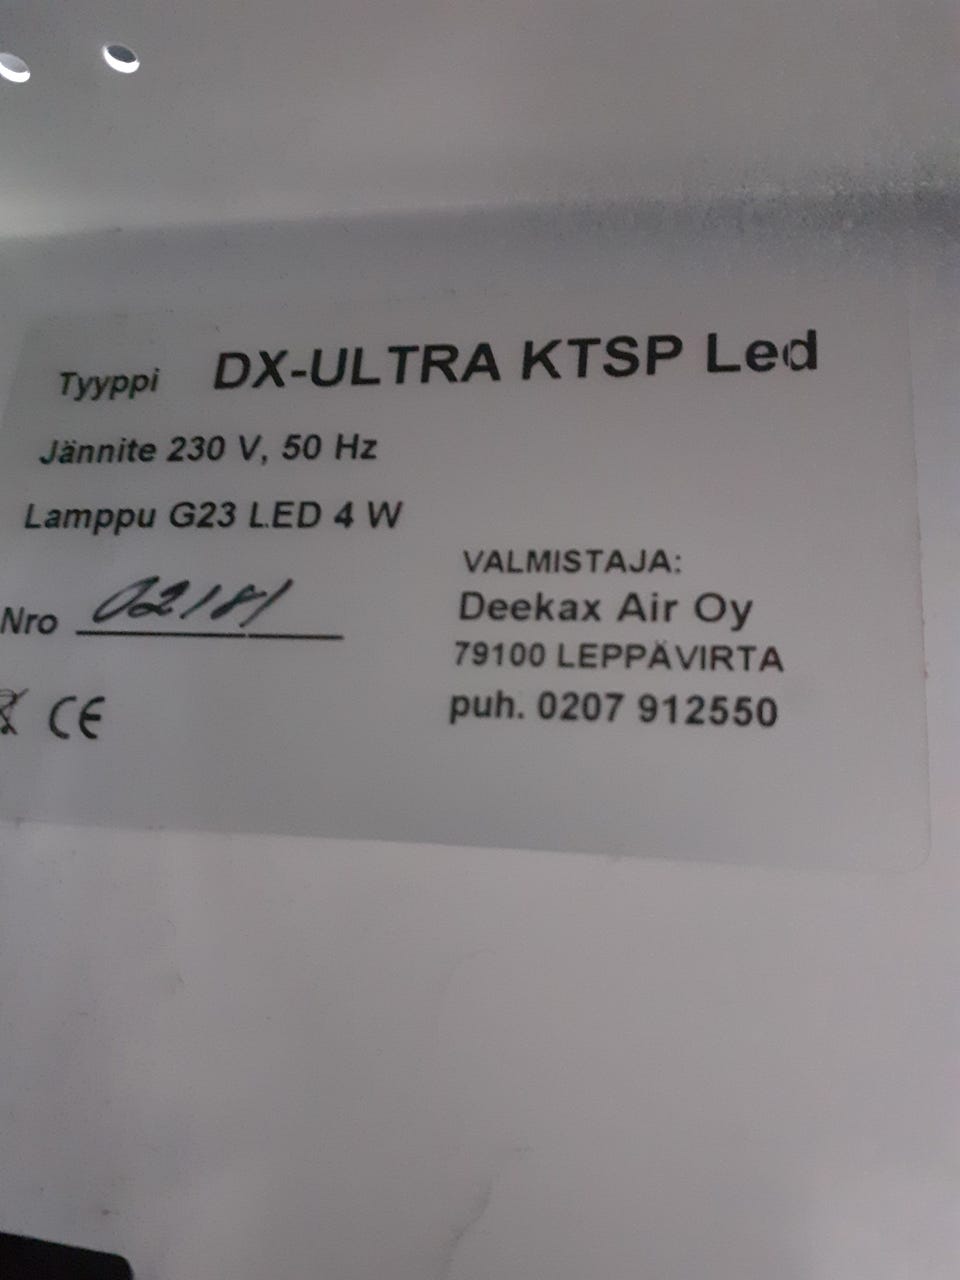 Tyyppi DX-ULTRA KTSP Led
Jännite 230 V, 50 Hz
Lamppu G23 LED 4 W
Nro 02181
CE
VALMISTAJA:
Deekax Air Oy
79100 LEPPÄVIRTA
puh. 0207 912550